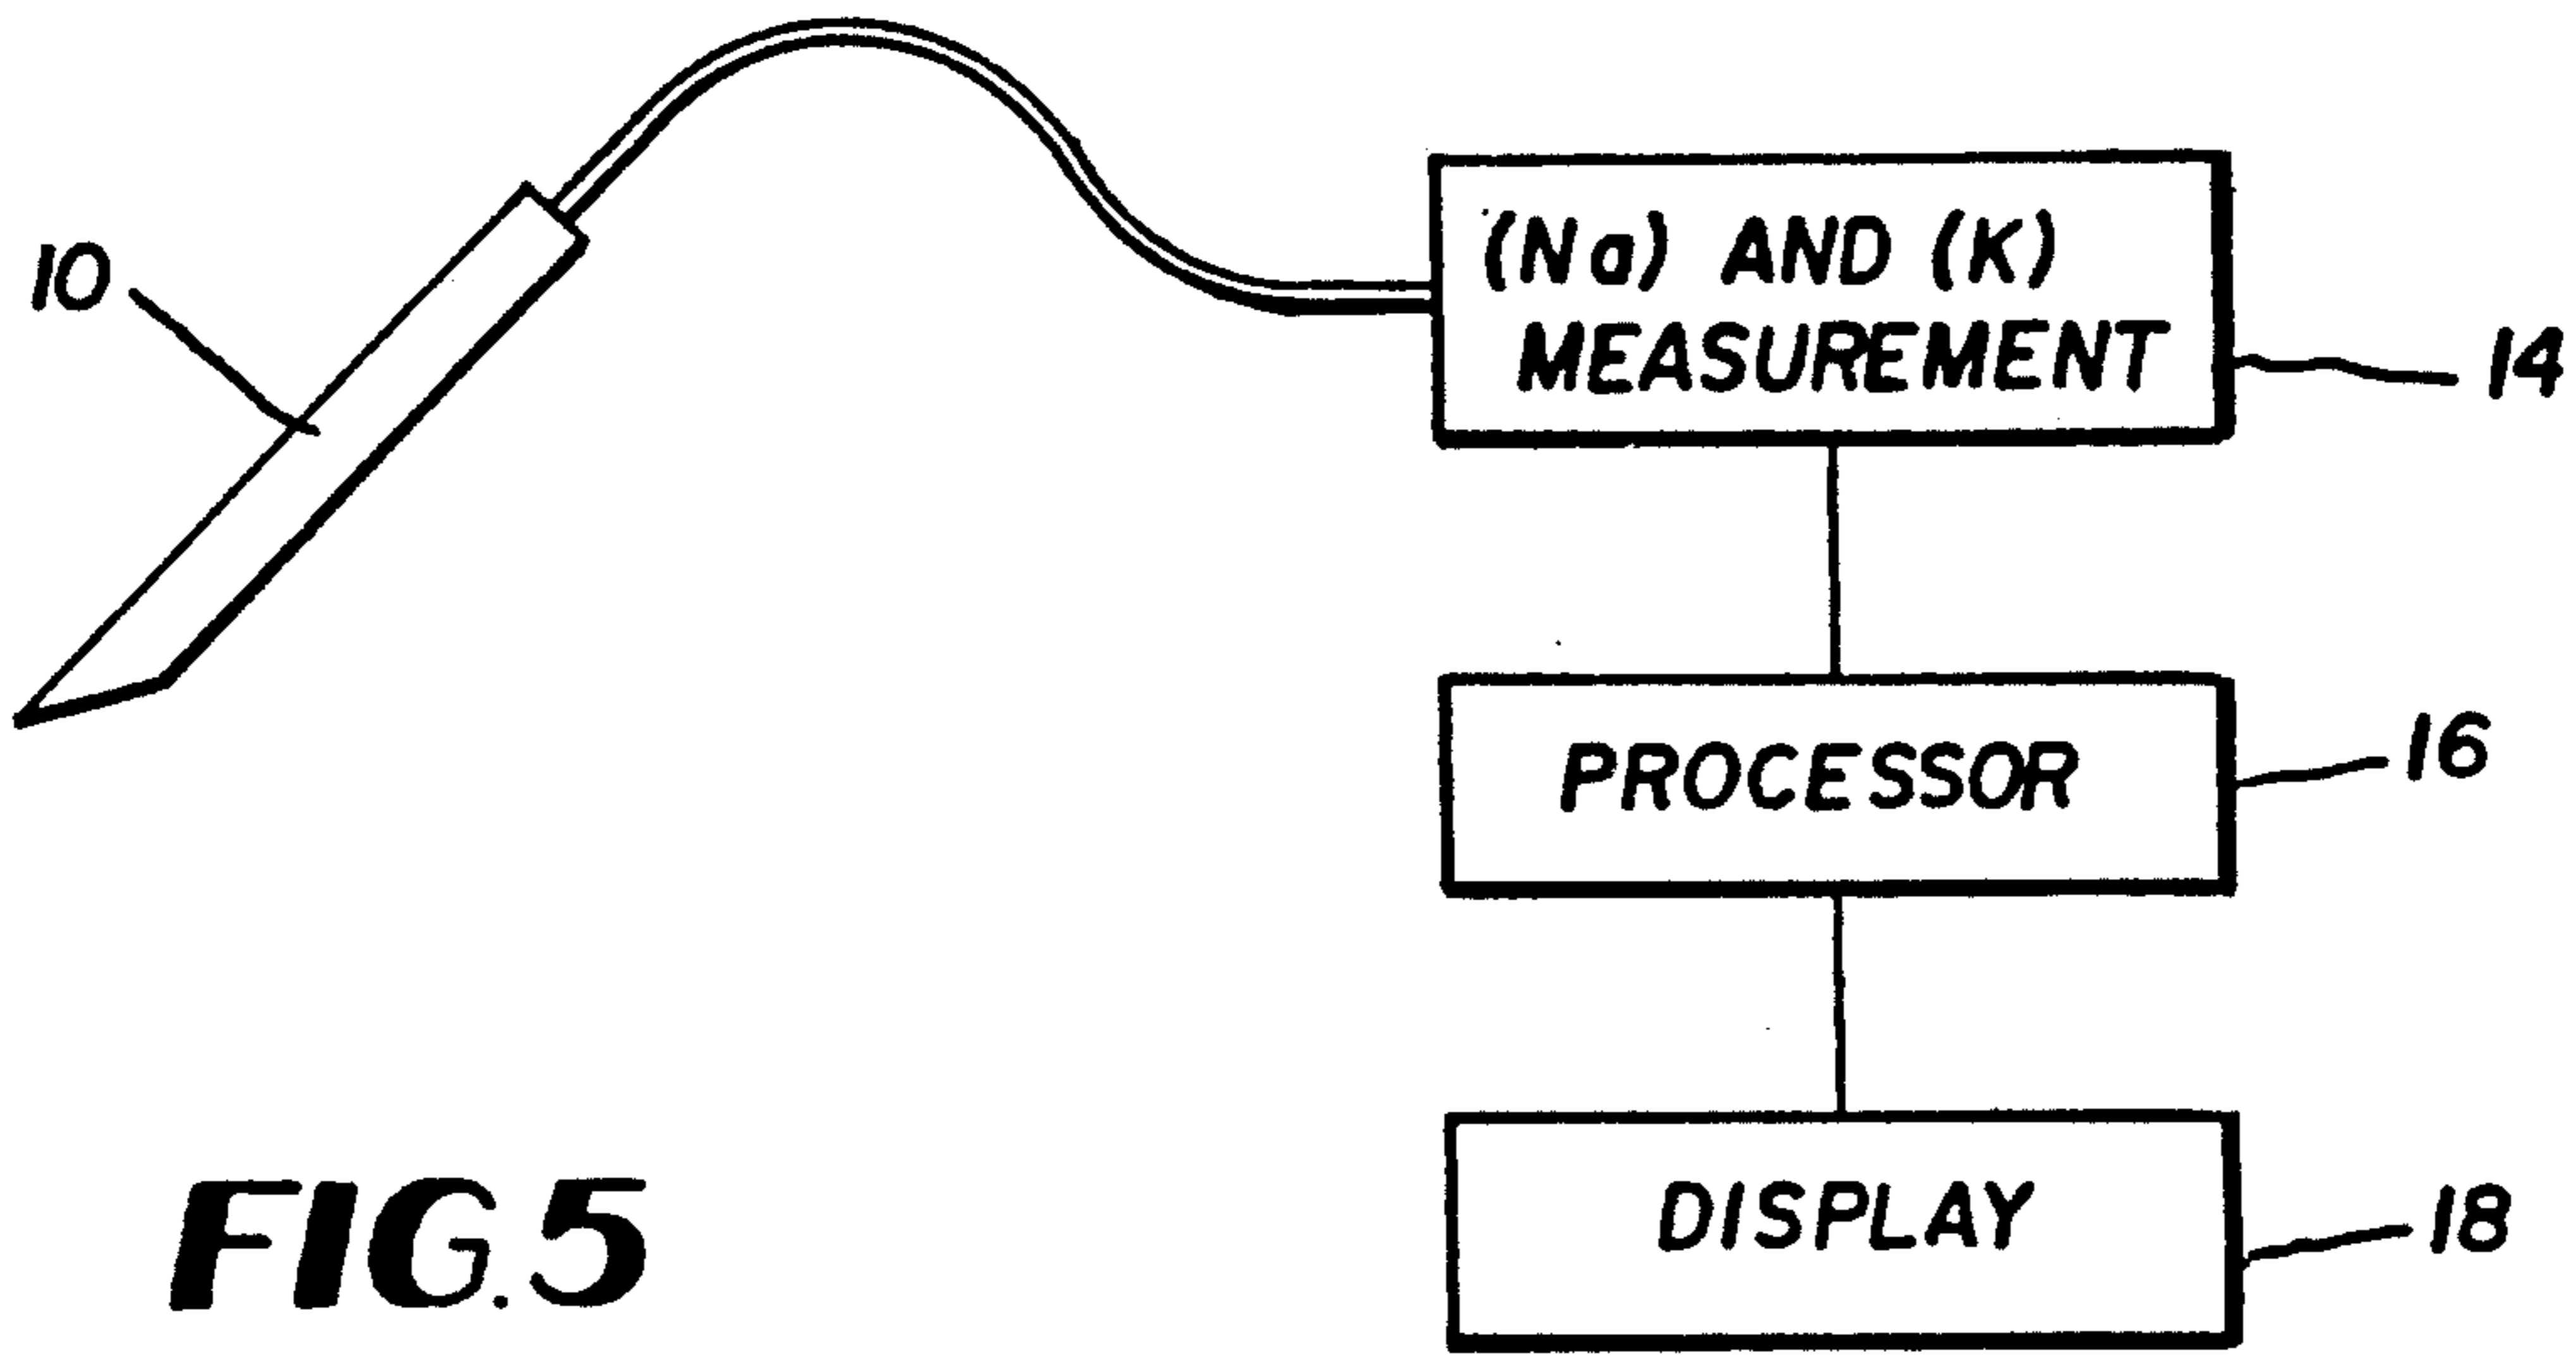 10
(Na) AND (K)
MEASUREMENT
14
PROCESSOR
16
DISPLAY
18
FIG.5